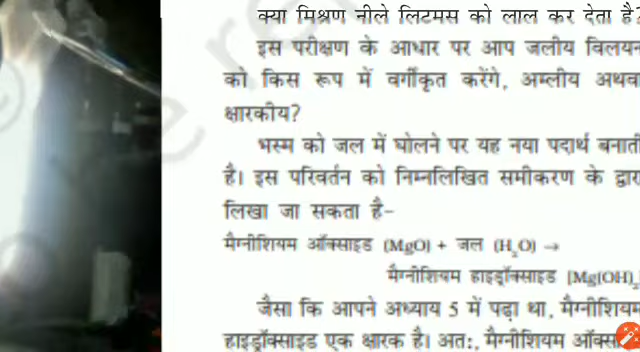 क्या मिश्रण नीले लिटमस को लाल कर देता है?
इस परीक्षण के आधार पर आप जलीय विलयन
को किस रूप में वर्गीकृत करेंगे, अम्लीय अथव
क्षारकीय?
भस्म को जल में घोलने पर यह नया पदार्थ बनाती
है। इस परिवर्तन को निम्नलिखित समीकरण के द्वार
लिखा जा सकता है–
मैग्नीशियम ऑक्साइड (MgO) + जल (H₂O) →
मैग्नीशियम हाइड्रॉक्साइड [Mg(OH)₂]
जैसा कि आपने अध्याय 5 में पढ़ा था, मैग्नीशियम
हाइड्रॉक्साइड एक क्षारक है। अतः, मैग्नीशियम ऑक्स